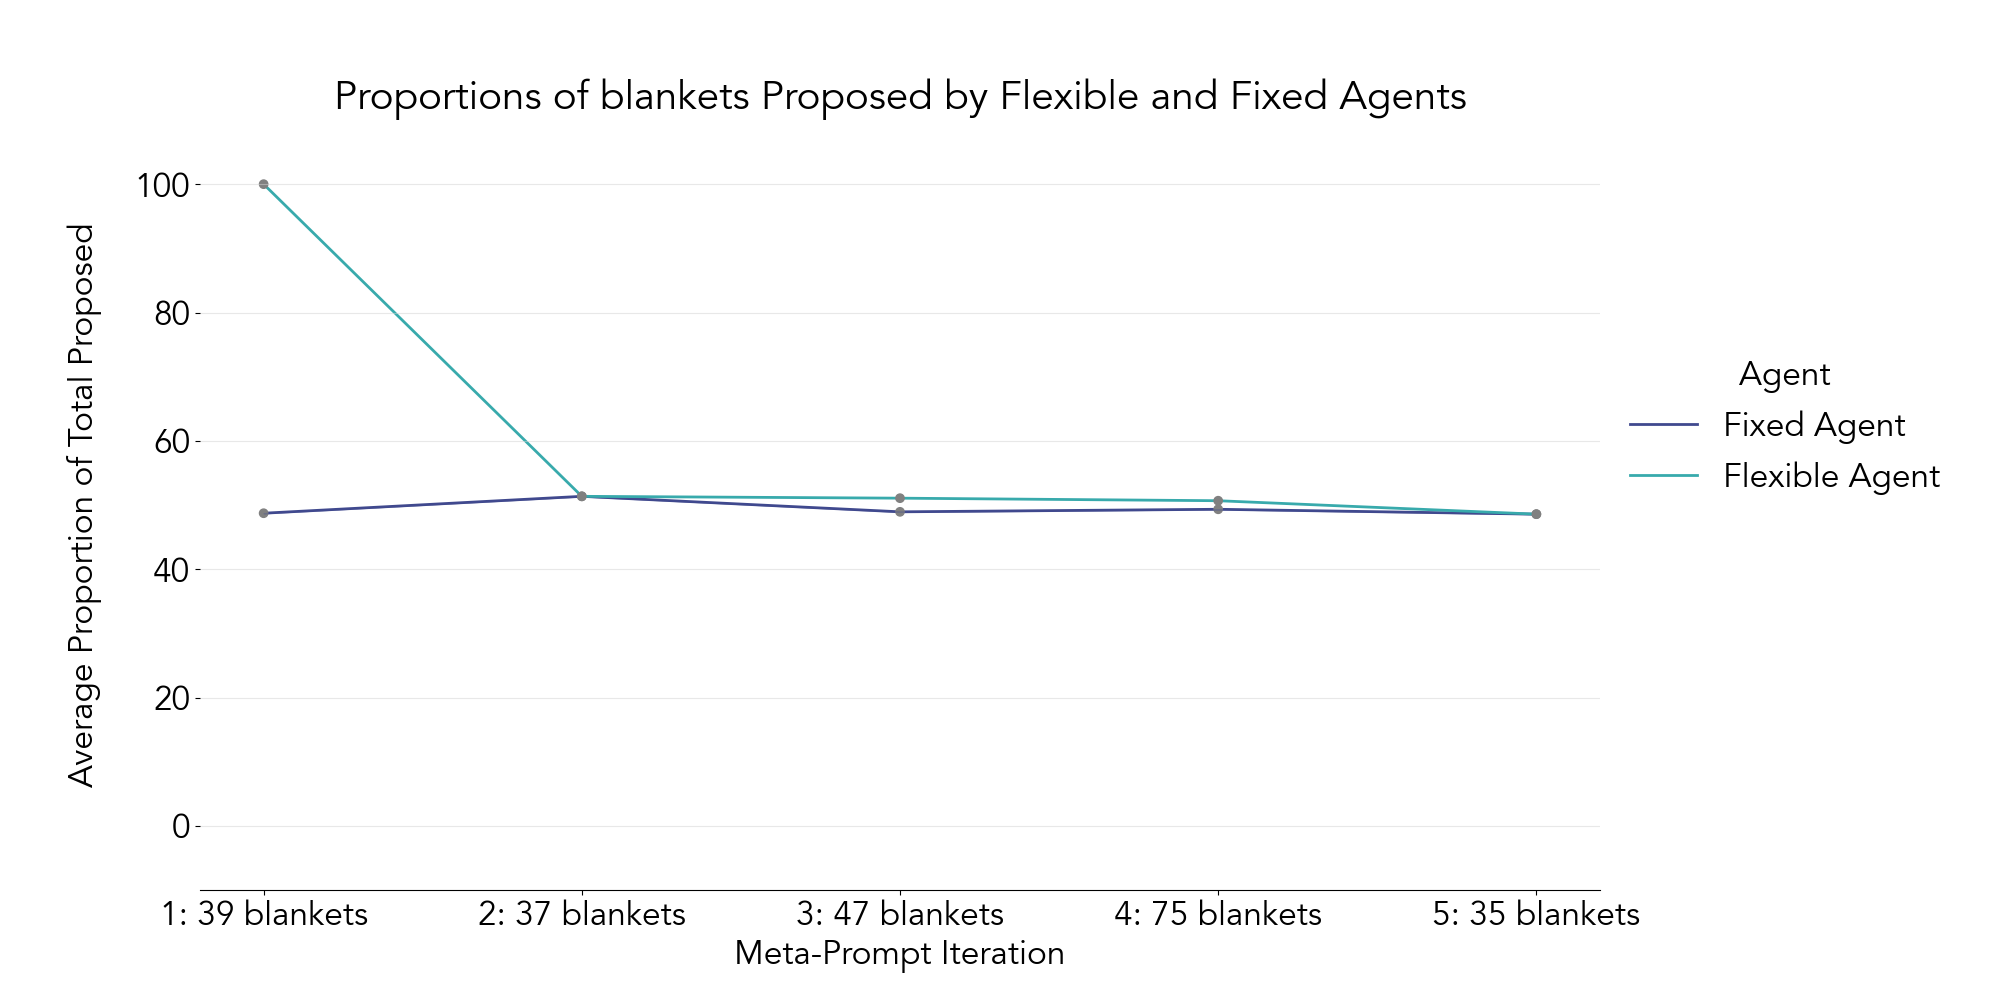 Proportions of blankets Proposed by Flexible and Fixed Agents
Average Proportion of Total Proposed
100
80
60
40
20
0
1: 39 blankets
2: 37 blankets
3: 47 blankets
4: 75 blankets
5: 35 blankets
Meta-Prompt Iteration
Agent
Fixed Agent
Flexible Agent